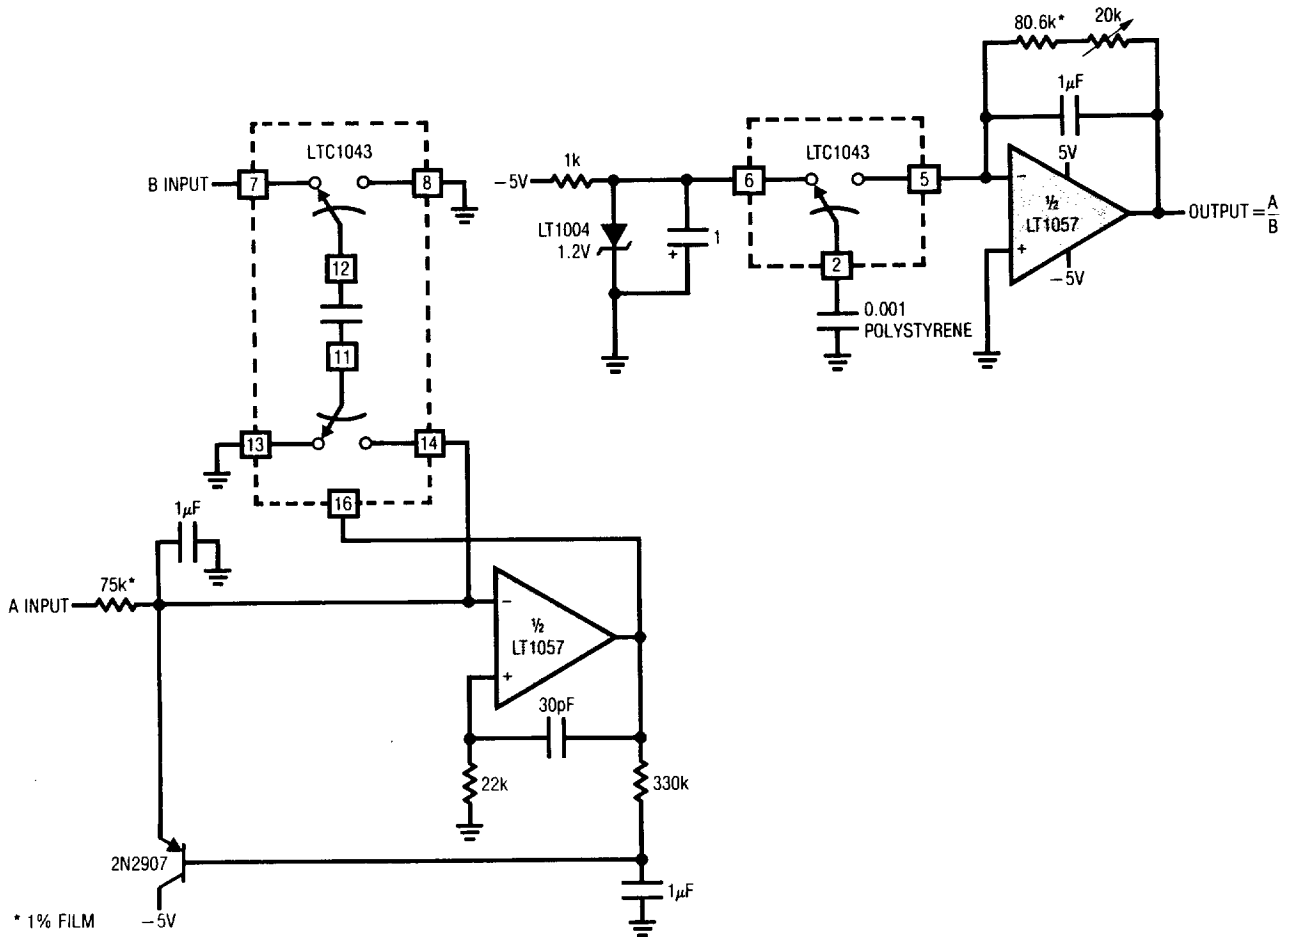 80.6k*
20k
1µF
LTC1043
B INPUT
7
8
12
11
13
14
16
-5V
1k
LT1004
1.2V
1
+
6
LTC1043
5
2
0.001
POLYSTYRENE
5V
−
½
LT1057
+
−5V
OUTPUT = A/B
1µF
75k*
A INPUT
−
½
LT1057
+
30pF
22k
330k
2N2907
−5V
1µF
* 1% FILM